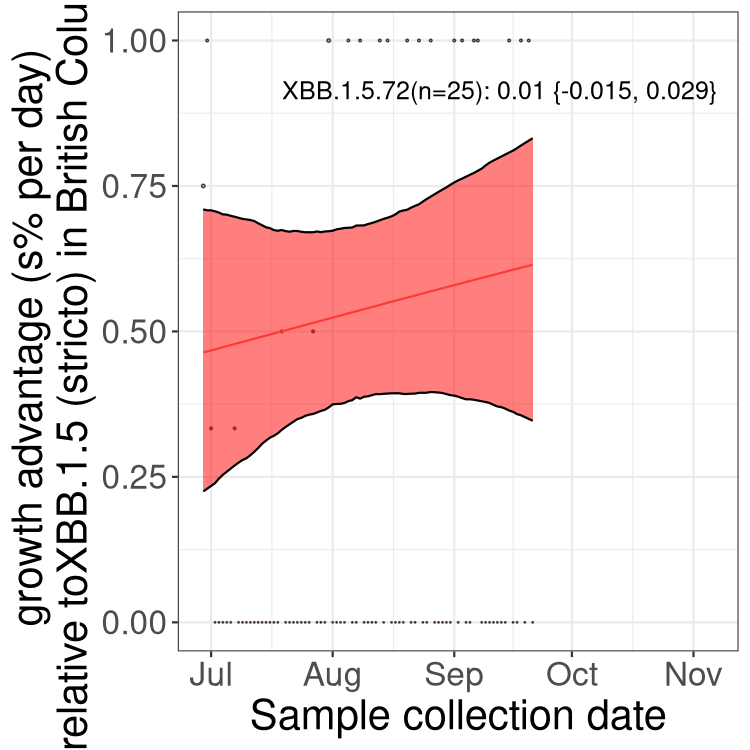 growth advantage (s% per day)
relative toXBB.1.5 (stricto) in British Colu
1.00
0.75
0.50
0.25
0.00
XBB.1.5.72(n=25): 0.01 {-0.015, 0.029}
Jul Aug Sep Oct Nov
Sample collection date